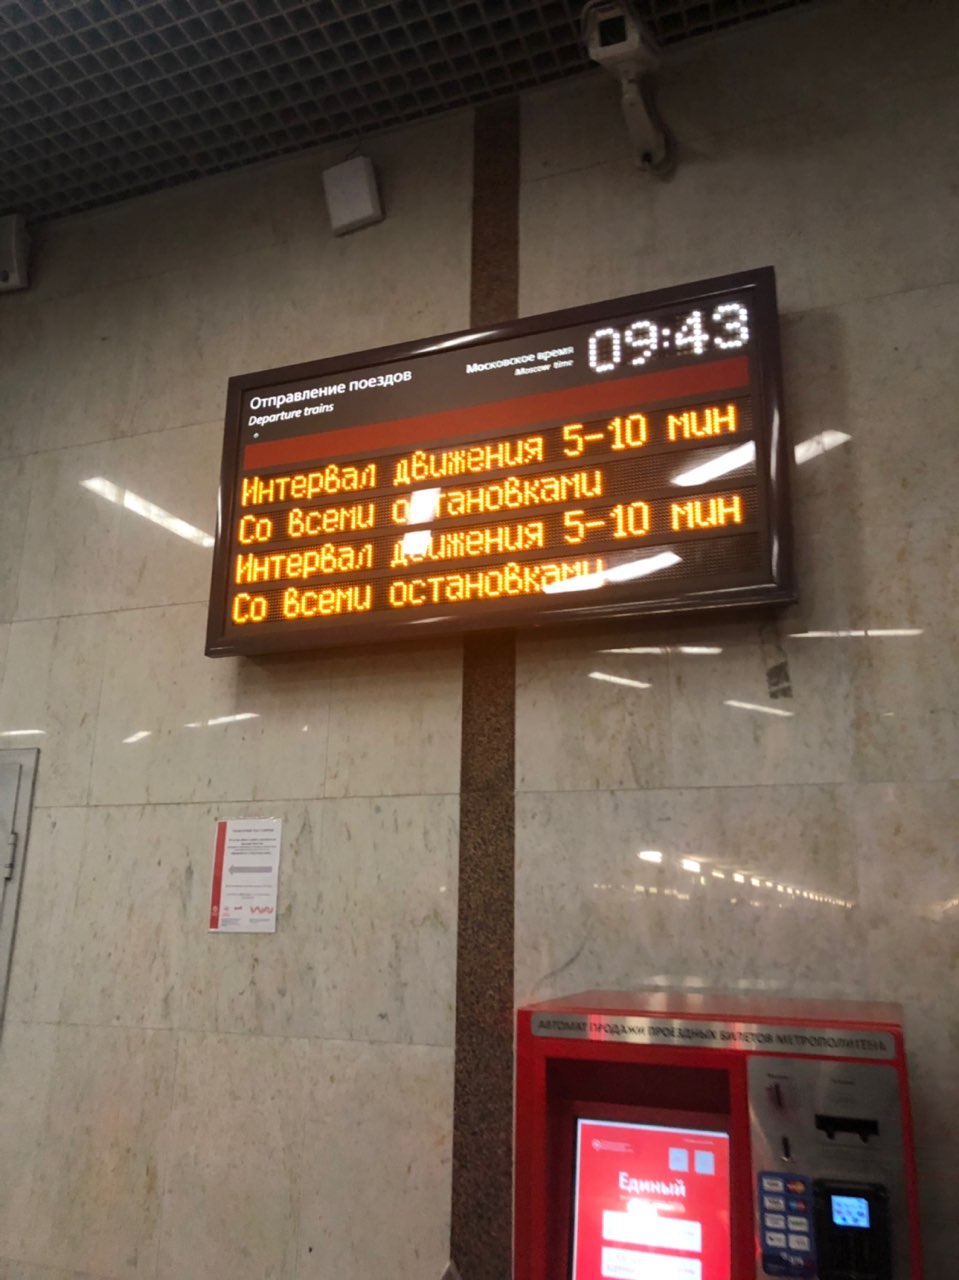 Отправление поездов
Departure trains
Московское время
Moscow time
09:43
Интервал движения 5-10 мин
Со всеми остановками
Интервал движения 5-10 мин
Со всеми остановками
АВТОМАТ ПРОДАЖИ ПРОЕЗДНЫХ БИЛЕТОВ МЕТРОПОЛИТЕНА
Единый